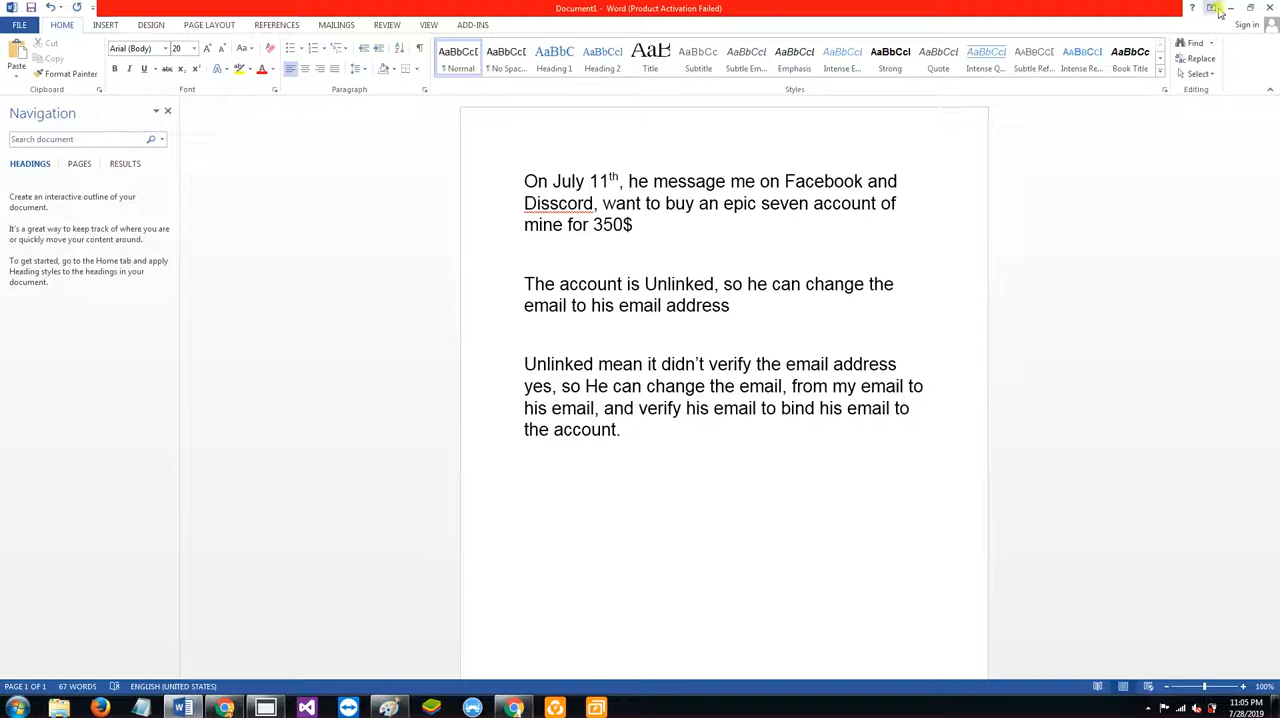 Document1 - Word (Product Activation Failed)
?
Sign in
FILE HOME INSERT DESIGN PAGE LAYOUT REFERENCES MAILINGS REVIEW VIEW ADD-INS
Paste
Cut
Copy
Format Painter
Clipboard
Arial (Body) 20
Aa
B I U abc x₂ x²
Font
Paragraph
AaBbCcI AaBbCcI AaBbC AaBbCc AaB AaBbCcC AaBbCcI AaBbCcI AaBbCcI AaBbCcI AaBbCcI AaBbCcI AaBbCcI AaBbCcI AaBbCc
¶ Normal ¶ No Spac... Heading 1 Heading 2 Title Subtitle Subtle Em... Emphasis Intense E... Strong Quote Intense Q... Subtle Ref... Intense Re... Book Title
Styles
Find
Replace
Select
Editing
Navigation
Search document
HEADINGS PAGES RESULTS
Create an interactive outline of your
document.
It's a great way to keep track of where you are
or quickly move your content around.
To get started, go to the Home tab and apply
Heading styles to the headings in your
document.
On July 11th, he message me on Facebook and
Disscord, want to buy an epic seven account of
mine for 350$
The account is Unlinked, so he can change the
email to his email address
Unlinked mean it didn't verify the email address
yes, so He can change the email, from my email to
his email, and verify his email to bind his email to
the account.
PAGE 1 OF 1 67 WORDS ENGLISH (UNITED STATES)
100%
11:05 PM
7/28/2019